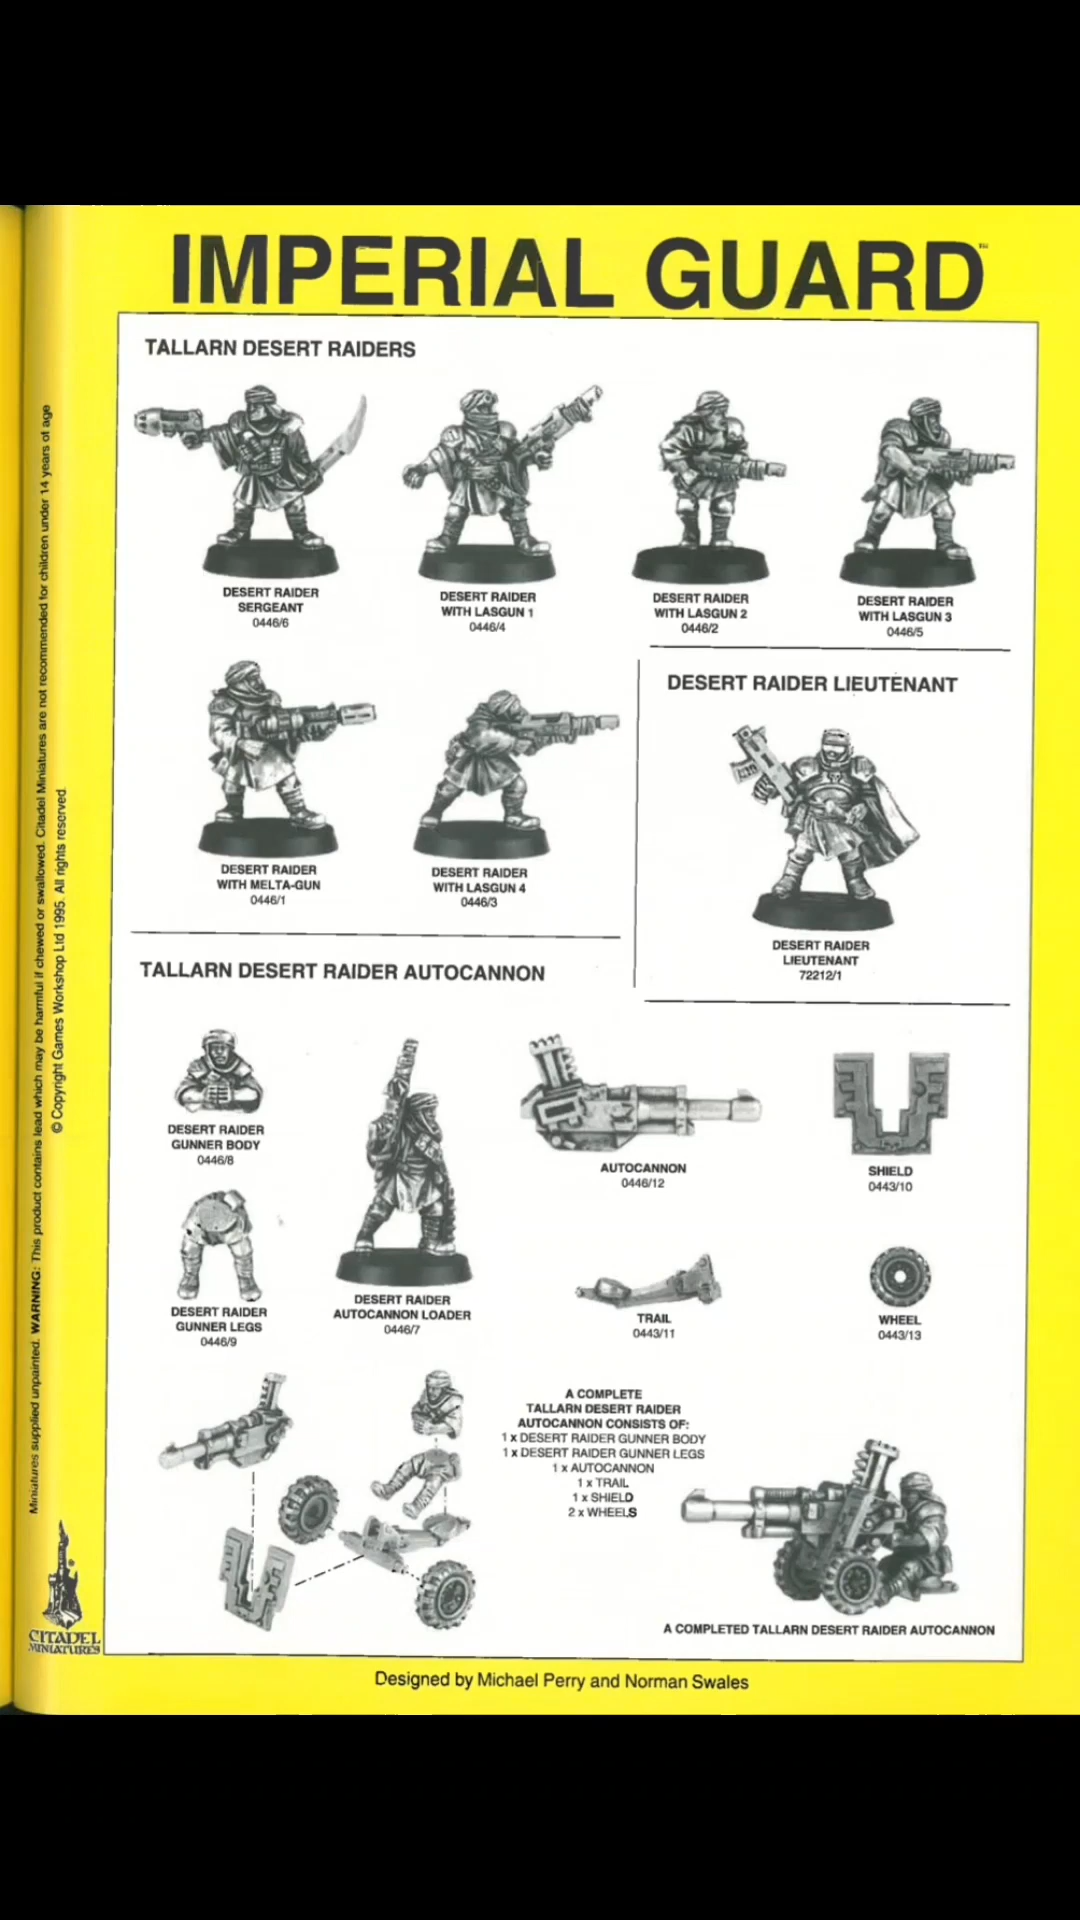 IMPERIAL GUARD™
TALLARN DESERT RAIDERS
DESERT RAIDER
SERGEANT
0446/6
DESERT RAIDER
WITH LASGUN 1
0446/4
DESERT RAIDER
WITH LASGUN 2
0446/2
DESERT RAIDER
WITH LASGUN 3
0446/5
DESERT RAIDER
WITH MELTA-GUN
0446/1
DESERT RAIDER
WITH LASGUN 4
0446/3
DESERT RAIDER LIEUTENANT
DESERT RAIDER
LIEUTENANT
72212/1
TALLARN DESERT RAIDER AUTOCANNON
DESERT RAIDER
GUNNER BODY
0446/8
DESERT RAIDER
GUNNER LEGS
0446/9
DESERT RAIDER
AUTOCANNON LOADER
0446/7
AUTOCANNON
0446/12
SHIELD
0443/10
TRAIL
0443/11
WHEEL
0443/13
A COMPLETE
TALLARN DESERT RAIDER
AUTOCANNON CONSISTS OF:
1 x DESERT RAIDER GUNNER BODY
1 x DESERT RAIDER GUNNER LEGS
1 x AUTOCANNON
1 x TRAIL
1 x SHIELD
2 x WHEELS
A COMPLETED TALLARN DESERT RAIDER AUTOCANNON
Designed by Michael Perry and Norman Swales
Miniatures supplied unpainted. WARNING: This product contains lead which may be harmful if chewed or swallowed. Citadel Miniatures are not recommended for children under 14 years of age
© Copyright Games Workshop Ltd 1995. All rights reserved.
®
CITADEL
MINIATURES